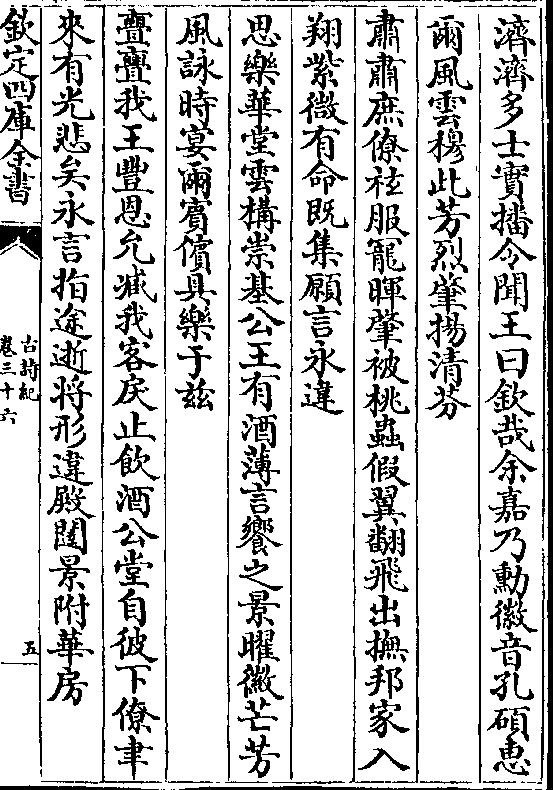 濟濟多士實播令聞王曰欽哉余嘉乃勳徽音孔碩惠
爾風雲穆此芳烈肇揚清芬
肅肅庶僚祛服寵暉肇被桃蟲假翼翻飛出撫邦家入
翔紫微有命既集願言永違
思樂華堂雲構崇基公王有酒薄言饗之景曜徽芒芳
風詠時宴爾賓儐具樂于兹
亹亹我王豐恩允臧我客戾止飲酒公堂自彼下僚聿
來有光悲矣永言指途逝將形違殿闥景附華房
欽定四庫全書
古詩紀
卷三十六
五